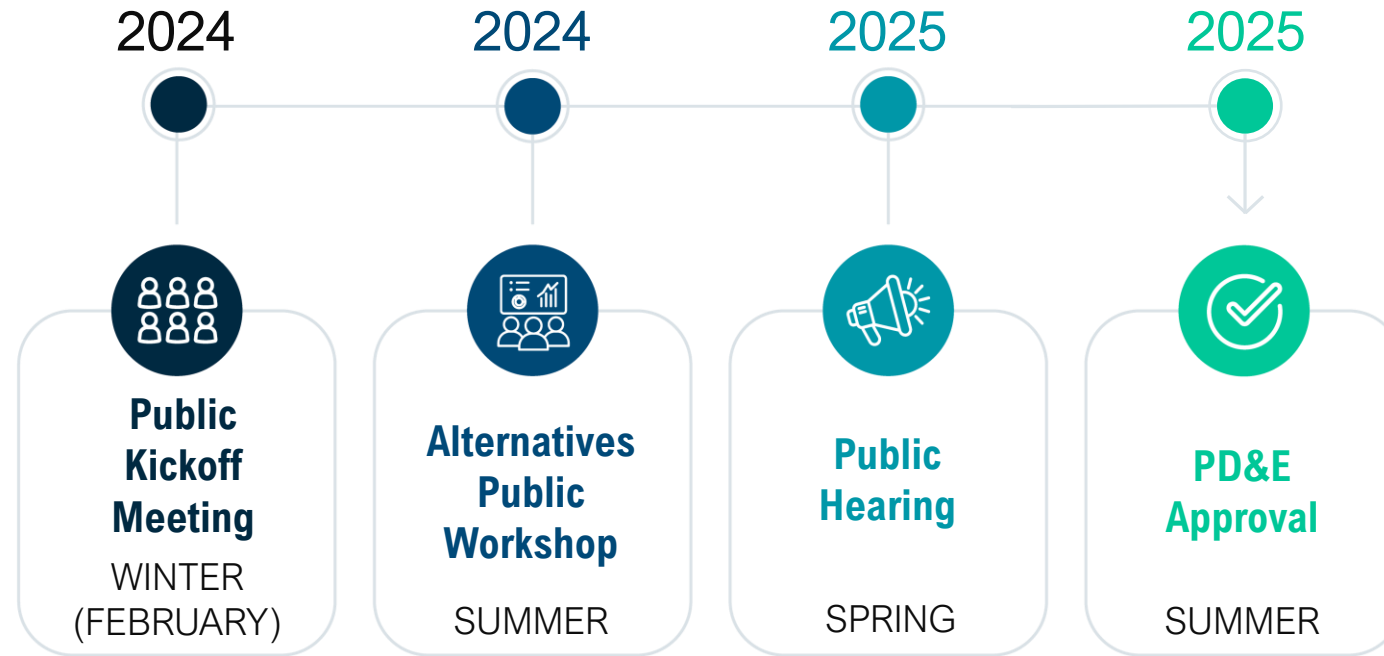 2024
2024
2025
2025
Public
Kickoff
Meeting
WINTER
(FEBRUARY)
Alternatives
Public
Workshop
SUMMER
Public
Hearing
SPRING
PD&E
Approval
SUMMER